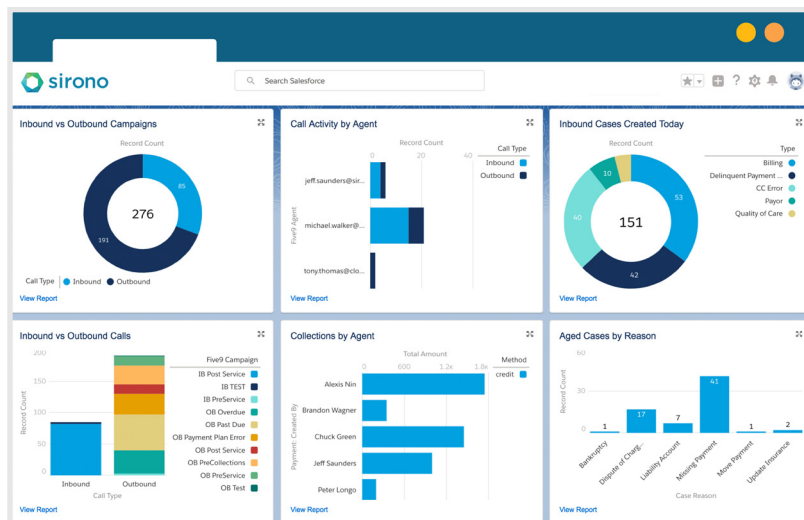 sirono
Search Salesforce
Inbound vs Outbound Campaigns
Record Count
85
276
191
Call Type
Inbound
Outbound
View Report
Call Activity by Agent
Record Count
0
20
40
Call Type
Inbound
Outbound
Five9 Agent
jeff.saunders@sir...
michael.walker@...
tony.thomas@clo...
View Report
Inbound Cases Created Today
Record Count
10
53
40
151
42
Type
Billing
Delinquent Payment ...
CC Error
Payor
Quality of Care
View Report
Inbound vs Outbound Calls
200
150
100
50
0
Record Count
Inbound
Outbound
Call Type
Five9 Campaign
IB Post Service
IB TEST
IB PreService
OB Overdue
OB Past Due
OB Payment Plan Error
OB Post Service
OB PreCollections
OB PreService
OB Test
View Report
Collections by Agent
Total Amount
0
600
1.2x
1.8x
Method
credit
Payment: Created By
Alexis Nin
Brandon Wagner
Chuck Green
Jeff Saunders
Peter Longo
View Report
Aged Cases by Reason
60
30
0
Record Count
1
17
7
41
1
2
Bankruptcy
Dispute of Charg...
Liability Account
Missing Payment
Move Payment
Update Insurance
Case Reason
View Report